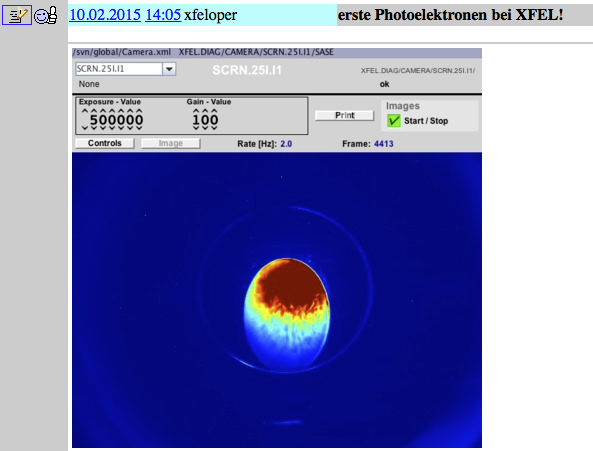 10.02.2015 14:05 xfeloper erste Photoelektronen bei XFEL!
/svn/global/Camera.xml XFEL.DIAG/CAMERA/SCRN.25I.I1/SASE
SCRN.25I.I1 SCRN.25I.I1 XFEL.DIAG/CAMERA/SCRN.25I.I1/
None ok
Exposure - Value Gain - Value Images
500000 100 Print Start / Stop
Controls Image Rate [Hz]: 2.0 Frame: 4413